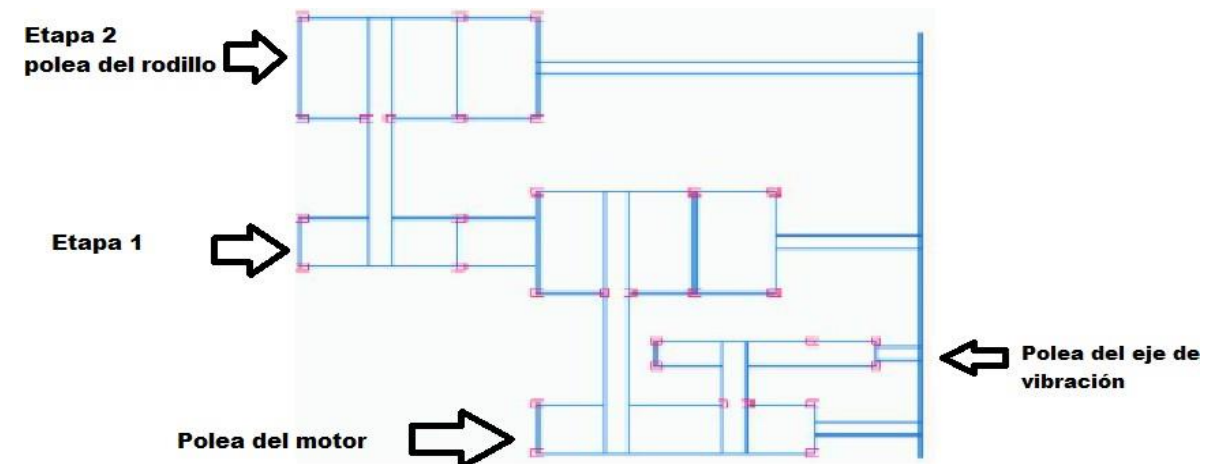 Etapa 2
polea del rodillo
Etapa 1
Polea del eje de
vibración
Polea del motor